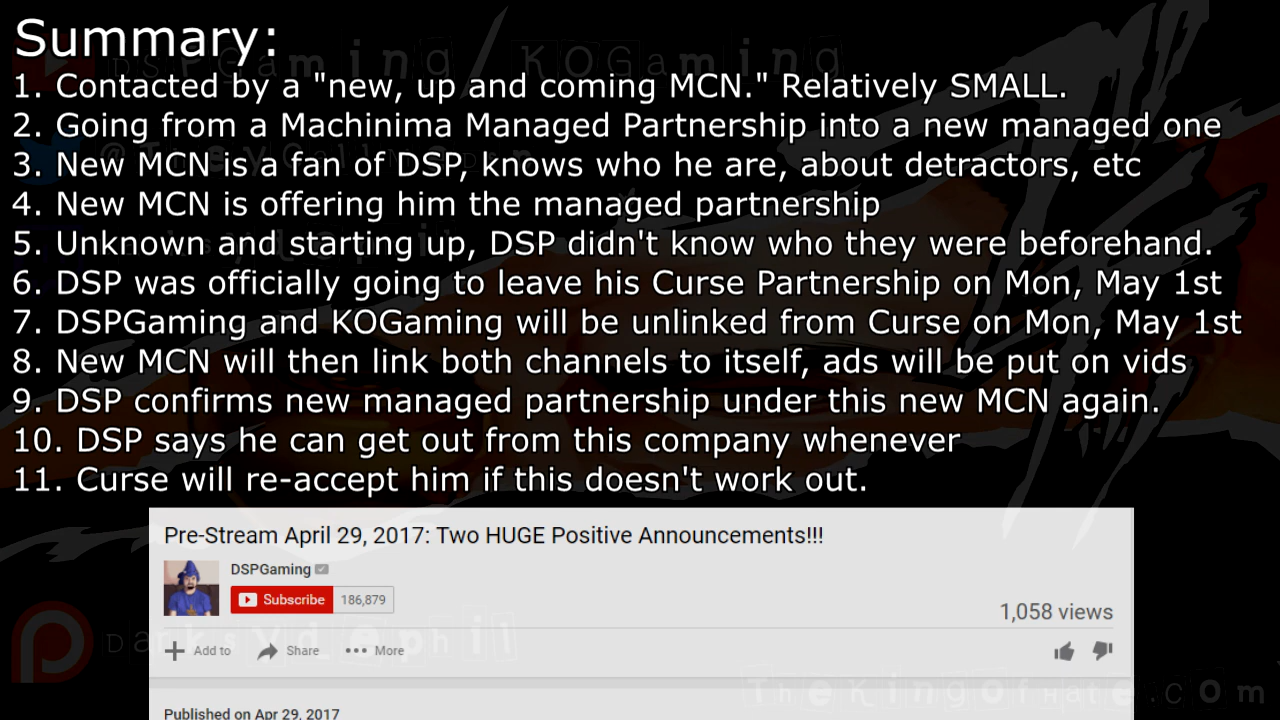 Summary:
DSPGaming / KOGaming
1. Contacted by a "new, up and coming MCN." Relatively SMALL.
2. Going from a Machinima Managed Partnership into a new managed one
3. New MCN is a fan of DSP, knows who he are, about detractors, etc
4. New MCN is offering him the managed partnership
5. Unknown and starting up, DSP didn't know who they were beforehand.
6. DSP was officially going to leave his Curse Partnership on Mon, May 1st
7. DSPGaming and KOGaming will be unlinked from Curse on Mon, May 1st
8. New MCN will then link both channels to itself, ads will be put on vids
9. DSP confirms new managed partnership under this new MCN again.
10. DSP says he can get out from this company whenever
11. Curse will re-accept him if this doesn't work out.
Pre-Stream April 29, 2017: Two HUGE Positive Announcements!!!
DSPGaming
Subscribe 186,879
1,058 views
Darksydephil
Add to Share More
TheKingOfHate.com
Published on Apr 29, 2017